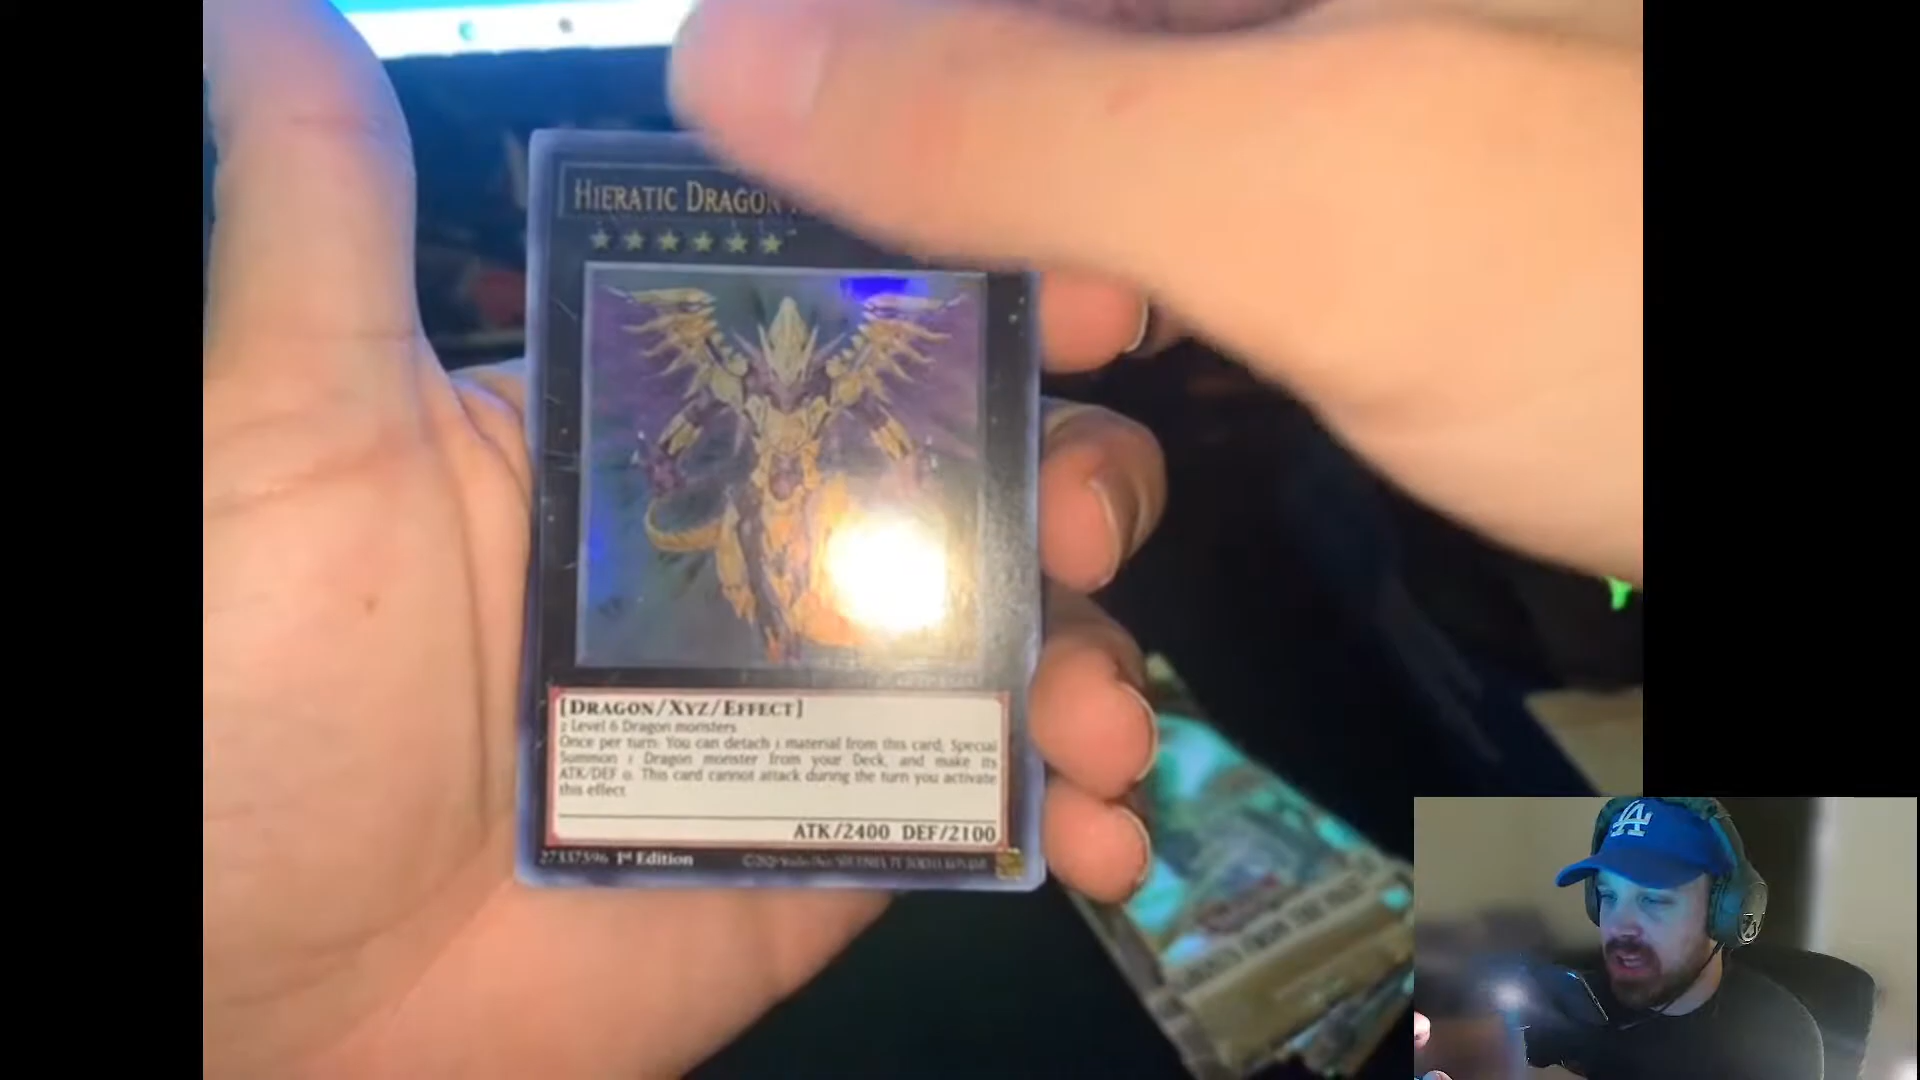 HIERATIC DRAGON
[DRAGON/XYZ/EFFECT]
2 Level 6 Dragon monsters
Once per turn: You can detach 1 material from this card; Special
Summon 1 Dragon monster from your Deck, and make its
ATK/DEF 0. This card cannot attack during the turn you activate
this effect.
ATK/2400 DEF/2100
27337596 1st Edition
LA